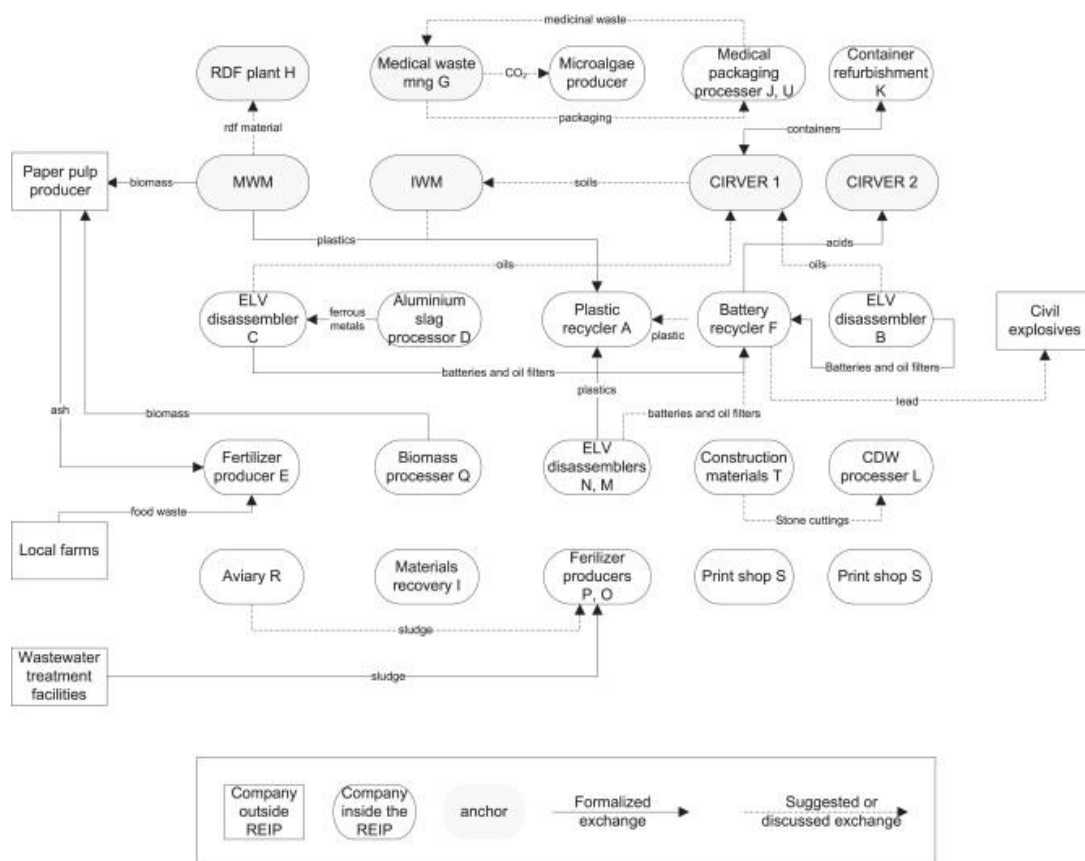 medicinal waste
RDF plant H
Medical waste
mng G
CO₂
Microalgae
producer
Medical
packaging
processer J, U
Container
refurbishment
K
rdf material
packaging
containers
Paper pulp
producer
biomass
MWM
IWM
soils
CIRVER 1
CIRVER 2
plastics
acids
oils
oils
ELV
disassembler
C
ferrous
metals
Aluminium
slag
processor D
Plastic
recycler A
plastic
Battery
recycler F
ELV
disassembler
B
Civil
explosives
batteries and oil filters
Batteries and oil filters
plastics
lead
ash
biomass
batteries and oil filters
Fertilizer
producer E
Biomass
processer Q
ELV
disassemblers
N, M
Construction
materials T
CDW
processer L
food waste
Stone cuttings
Local farms
Aviary R
Materials
recovery I
Ferilizer
producers
P, O
Print shop S
Print shop S
sludge
Wastewater
treatment
facilities
sludge
Company
outside
REIP
Company
inside the
REIP
anchor
Formalized
exchange
Suggested or
discussed exchange